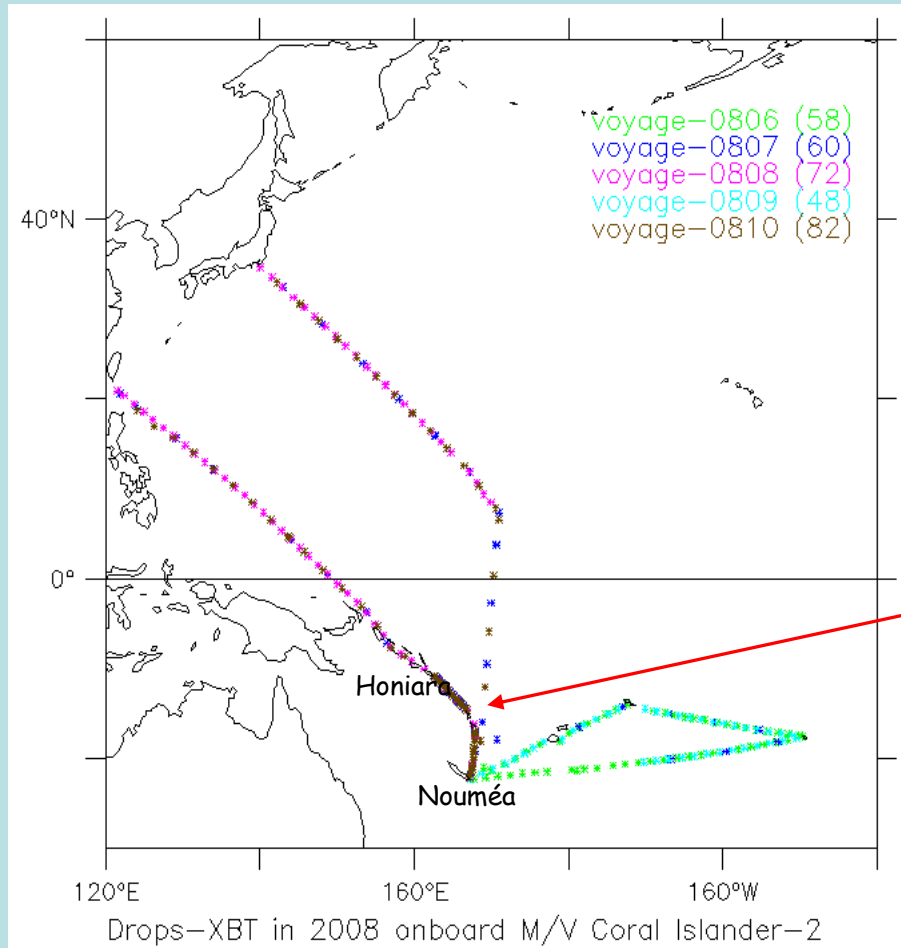 voyage-0806 (58)
voyage-0807 (60)
voyage-0808 (72)
voyage-0809 (48)
voyage-0810 (82)
40°N
0°
Honiara
Nouméa
120°E 160°E 160°W
Drops-XBT in 2008 onboard M/V Coral Islander-2